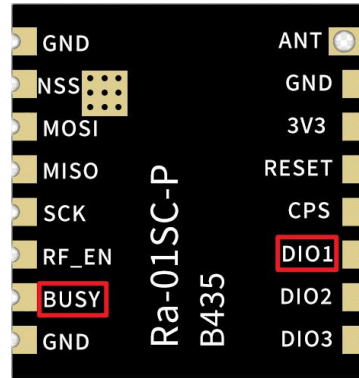 GND
NSS
MOSI
MISO
SCK
RF_EN
BUSY
GND
Ra-01SC-P
B435
ANT
GND
3V3
RESET
CPS
DIO1
DIO2
DIO3